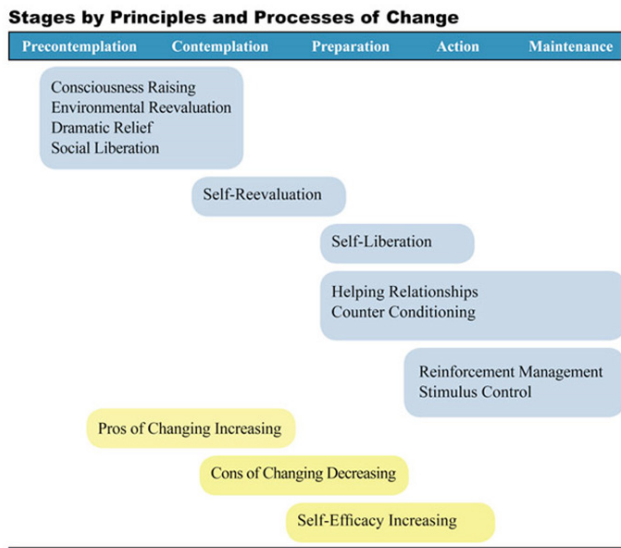 Stages by Principles and Processes of Change
Precontemplation Contemplation Preparation Action Maintenance
Consciousness Raising
Environmental Reevaluation
Dramatic Relief
Social Liberation
Self-Reevaluation
Self-Liberation
Helping Relationships
Counter Conditioning
Reinforcement Management
Stimulus Control
Pros of Changing Increasing
Cons of Changing Decreasing
Self-Efficacy Increasing